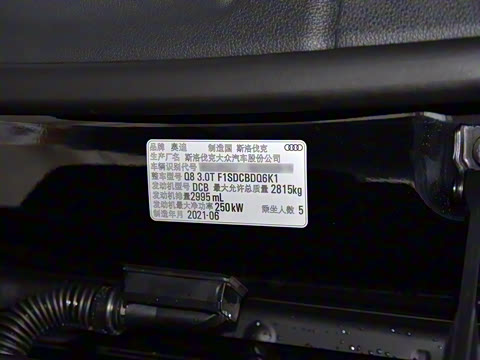 品牌 奥迪 制造国 斯洛伐克
生产厂名 斯洛伐克大众汽车股份公司
车辆识别代号
整车型号 Q8 3.0T F1SDCBDQ6K1
发动机型号 DCB 最大允许总质量 2815kg
发动机排量2995 mL
发动机最大净功率 250kW 乘坐人数 5
制造年月 2021-06